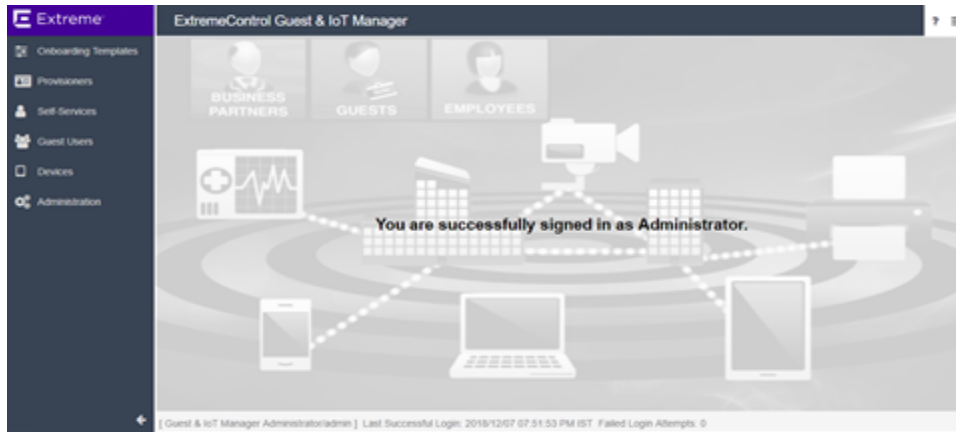 Extreme
ExtremeControl Guest & IoT Manager
?
Onboarding Templates
Provisioners
Self-Services
Guest Users
Devices
Administration
BUSINESS
PARTNERS
GUESTS
EMPLOYEES
You are successfully signed in as Administrator.
[ Guest & IoT Manager Administrator/admin ] Last Successful Login: 2018/12/07 07:51:53 PM IST Failed Login Attempts: 0